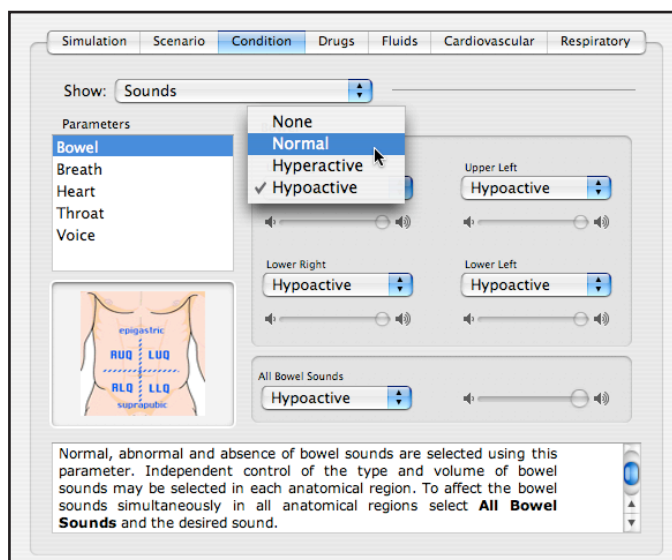 Simulation Scenario Condition Drugs Fluids Cardiovascular Respiratory
Show: Sounds
Parameters
Bowel
Breath
Heart
Throat
Voice
None
Normal
Hyperactive
✓ Hypoactive
Upper Left
Hypoactive
Lower Right
Hypoactive
Lower Left
Hypoactive
epigastric
RUQ LUQ
RLQ LLQ
suprapubic
All Bowel Sounds
Hypoactive
Normal, abnormal and absence of bowel sounds are selected using this
parameter. Independent control of the type and volume of bowel
sounds may be selected in each anatomical region. To affect the bowel
sounds simultaneously in all anatomical regions select All Bowel
Sounds and the desired sound.